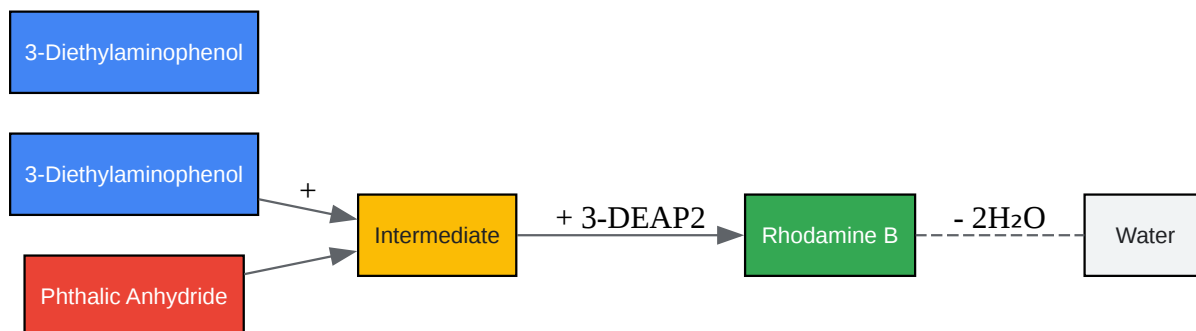 3-Diethylaminophenol
3-Diethylaminophenol
+
Phthalic Anhydride
Intermediate
+ 3-DEAP2
Rhodamine B
- 2H₂O
Water